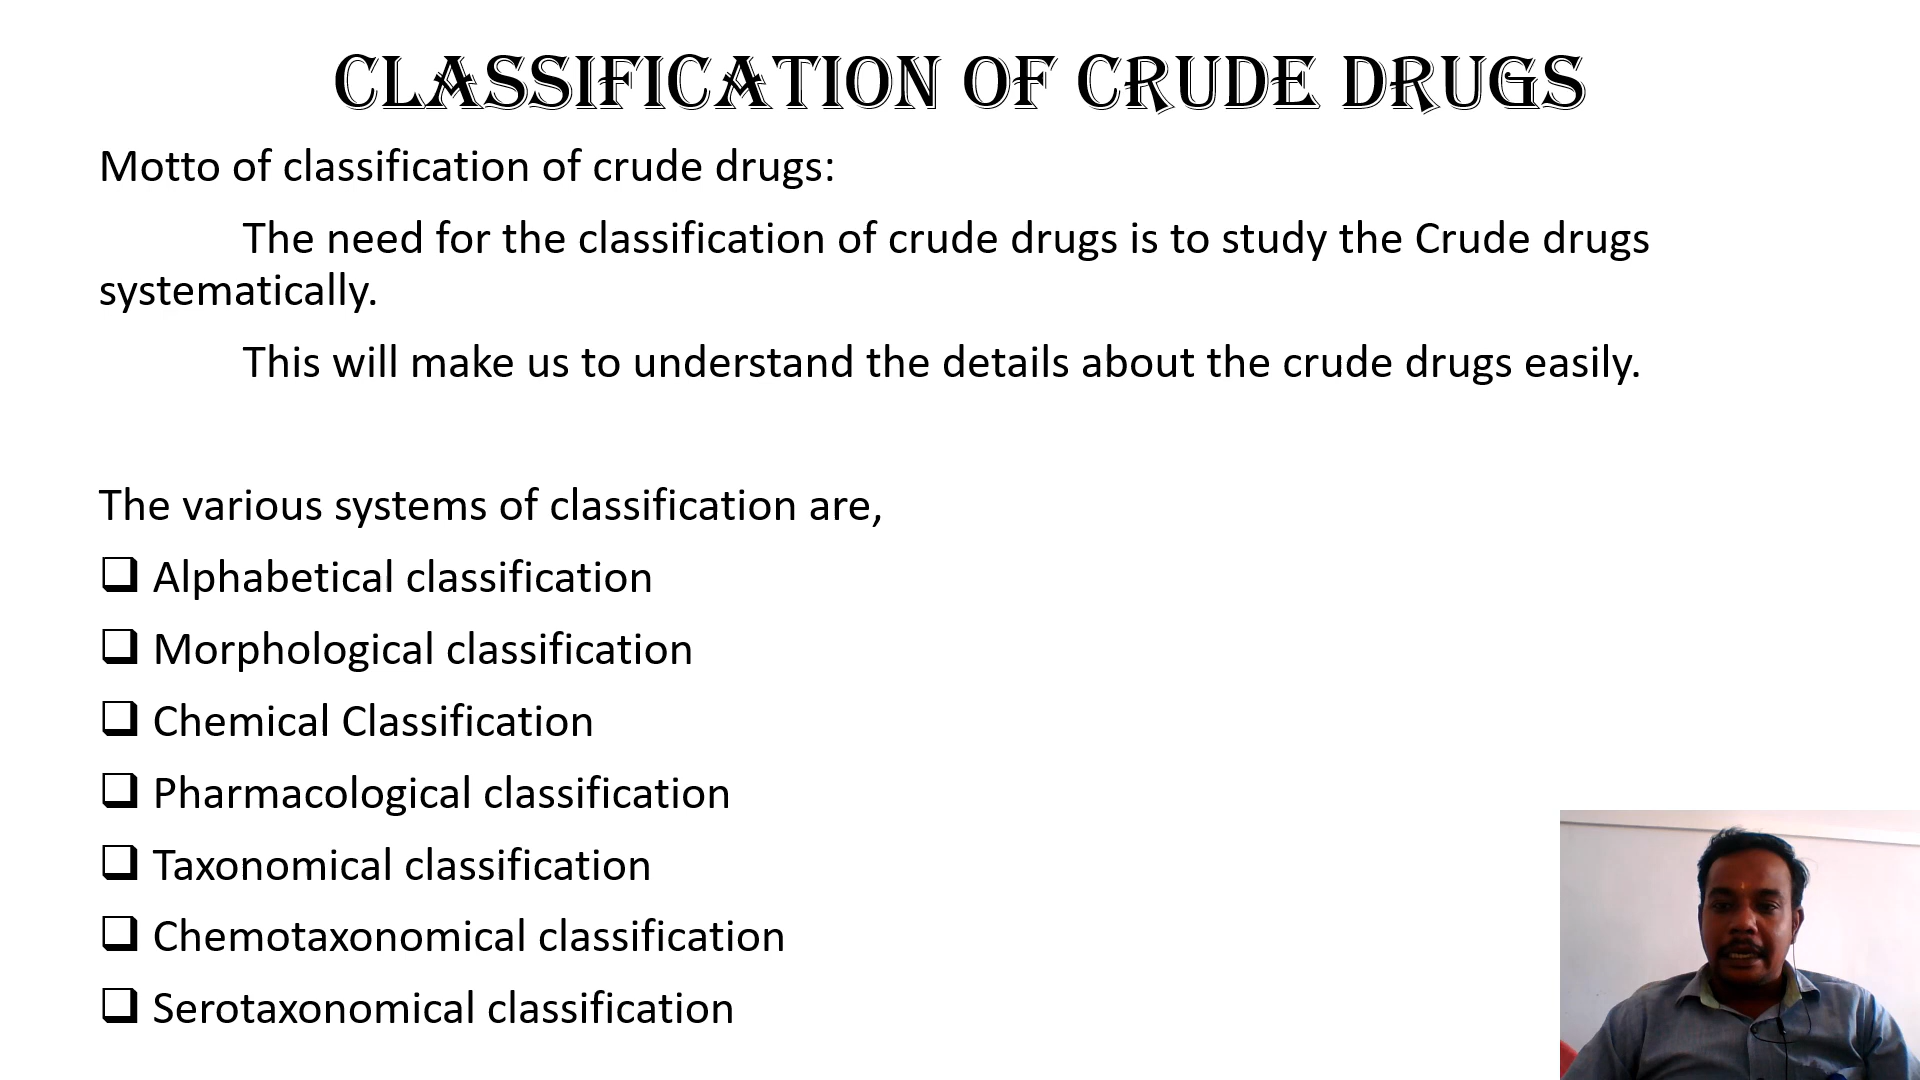 CLASSIFICATION OF CRUDE DRUGS
Motto of classification of crude drugs:
The need for the classification of crude drugs is to study the Crude drugs
systematically.
This will make us to understand the details about the crude drugs easily.
The various systems of classification are,
❑ Alphabetical classification
❑ Morphological classification
❑ Chemical Classification
❑ Pharmacological classification
❑ Taxonomical classification
❑ Chemotaxonomical classification
❑ Serotaxonomical classification